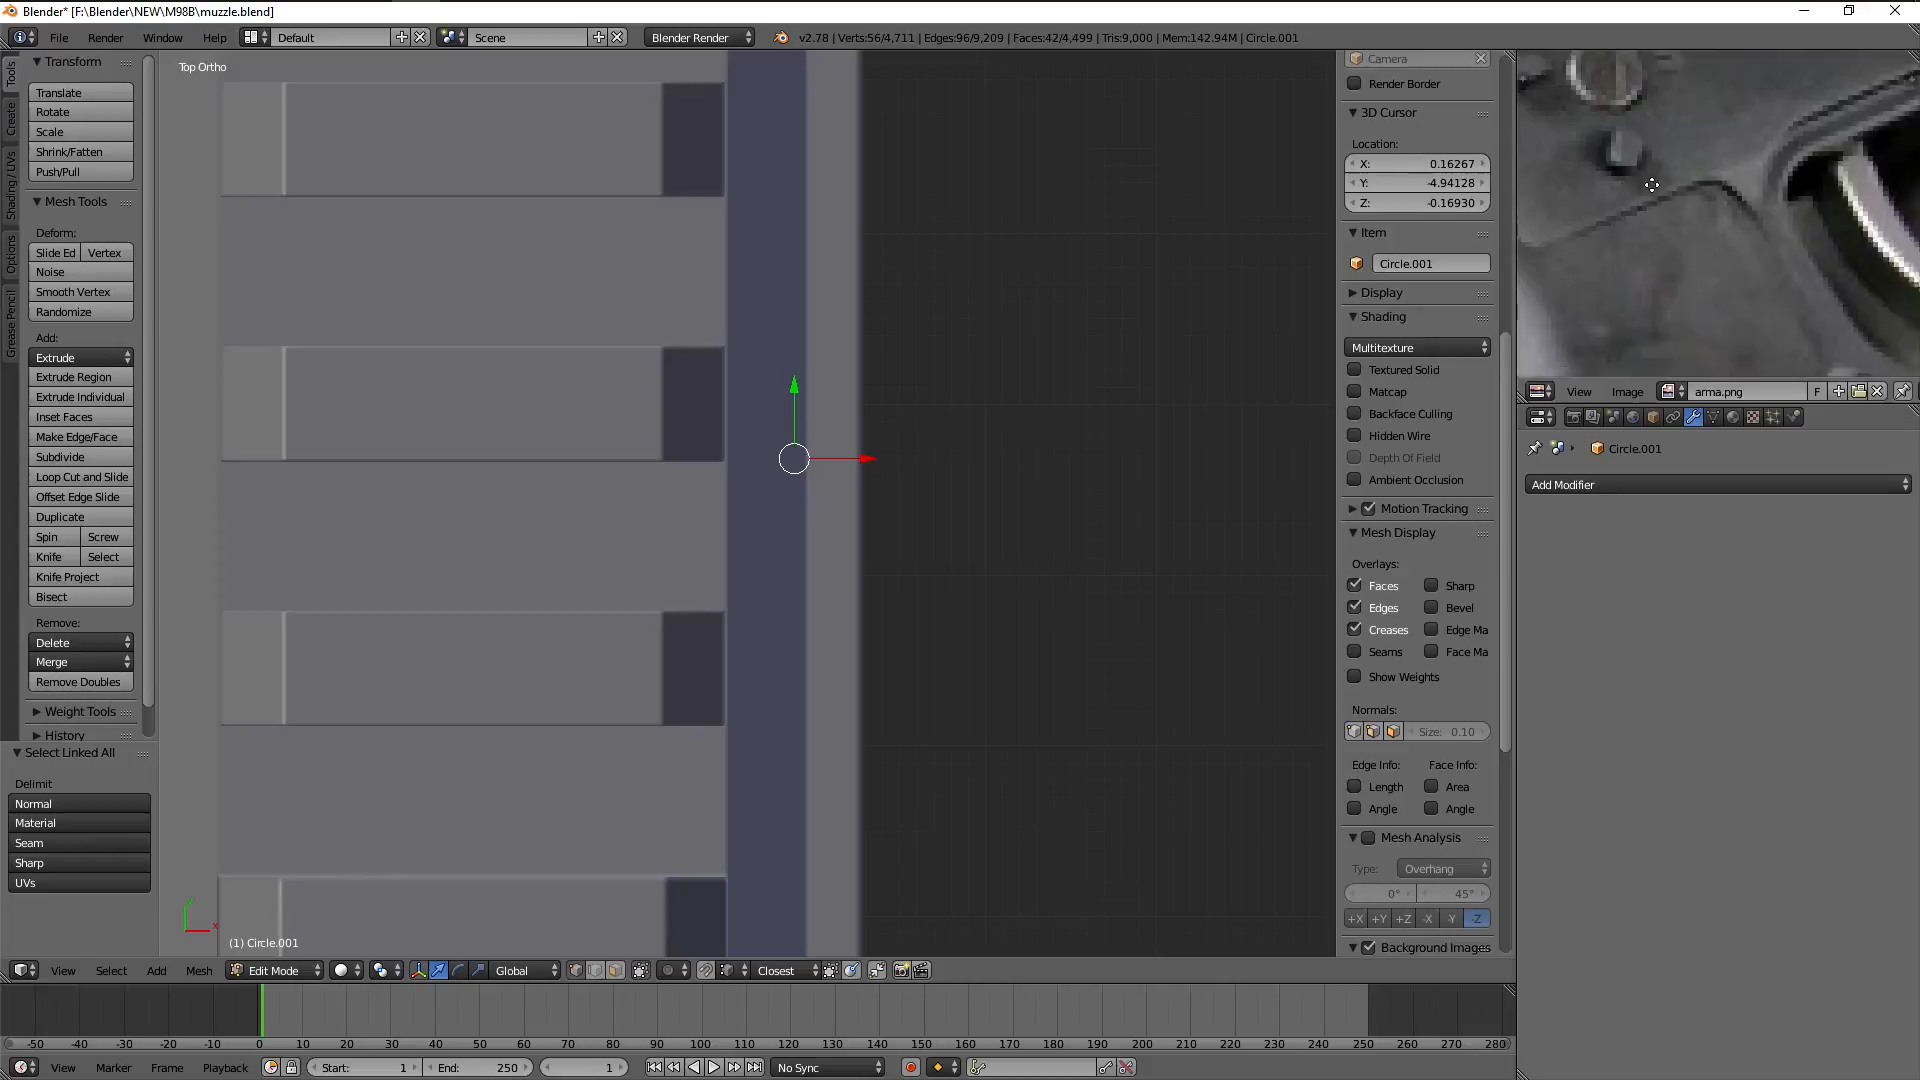 Blender* [F:\Blender\NEW\M98B\muzzle.blend]
File Render Window Help Default Scene Blender Render v2.78 | Verts:56/4,711 | Edges:96/9,209 | Faces:42/4,499 | Tris:9,000 | Mem:142.94M | Circle.001
Tools
Create
Shading / UVs
Options
Grease Pencil
Transform
Translate
Rotate
Scale
Shrink/Fatten
Push/Pull
Mesh Tools
Deform:
Slide Ed Vertex
Noise
Smooth Vertex
Randomize
Add:
Extrude
Extrude Region
Extrude Individual
Inset Faces
Make Edge/Face
Subdivide
Loop Cut and Slide
Offset Edge Slide
Duplicate
Spin Screw
Knife Select
Knife Project
Bisect
Remove:
Delete
Merge
Remove Doubles
Weight Tools
History
Select Linked All
Delimit
Normal
Material
Seam
Sharp
UVs
Top Ortho
y
x
(1) Circle.001
Camera
Render Border
3D Cursor
Location:
X: 0.16267
Y: -4.94128
Z: -0.16930
Item
Circle.001
Display
Shading
Multitexture
Textured Solid
Matcap
Backface Culling
Hidden Wire
Depth Of Field
Ambient Occlusion
Motion Tracking
Mesh Display
Overlays:
Faces Sharp
Edges Bevel
Creases Edge Ma
Seams Face Ma
Show Weights
Normals:
Size: 0.10
Edge Info: Face Info:
Length Area
Angle Angle
Mesh Analysis
Type: Overhang
0° 45°
+X +Y +Z -X -Y -Z
Background Images
View Image arma.png F
Circle.001
Add Modifier
View Select Add Mesh Edit Mode Global Closest
-50 -40 -30 -20 -10 0 10 20 30 40 50 60 70 80 90 100 110 120 130 140 150 160 170 180 190 200 210 220 230 240 250 260 270 280
View Marker Frame Playback Start: 1 End: 250 1 No Sync